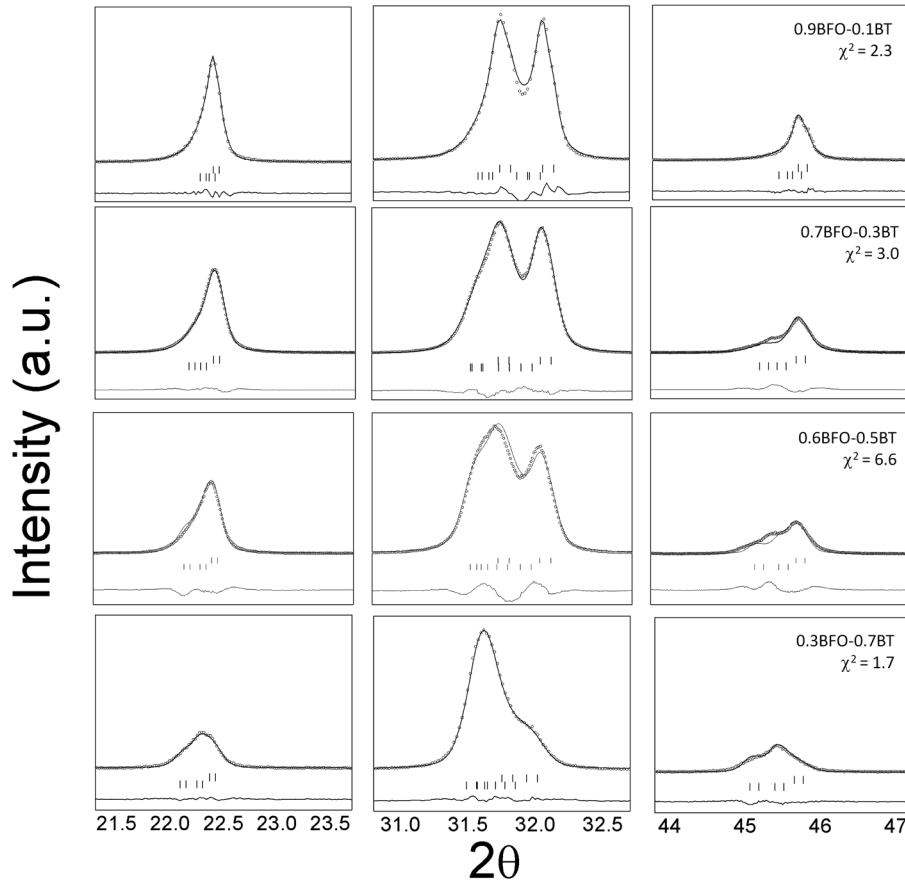 0.9BFO-0.1BT
χ² = 2.3
0.7BFO-0.3BT
χ² = 3.0
0.6BFO-0.5BT
χ² = 6.6
0.3BFO-0.7BT
χ² = 1.7
Intensity (a.u.)
21.5 22.0 22.5 23.0 23.5
31.0 31.5 32.0 32.5
44 45 46 47
2θ